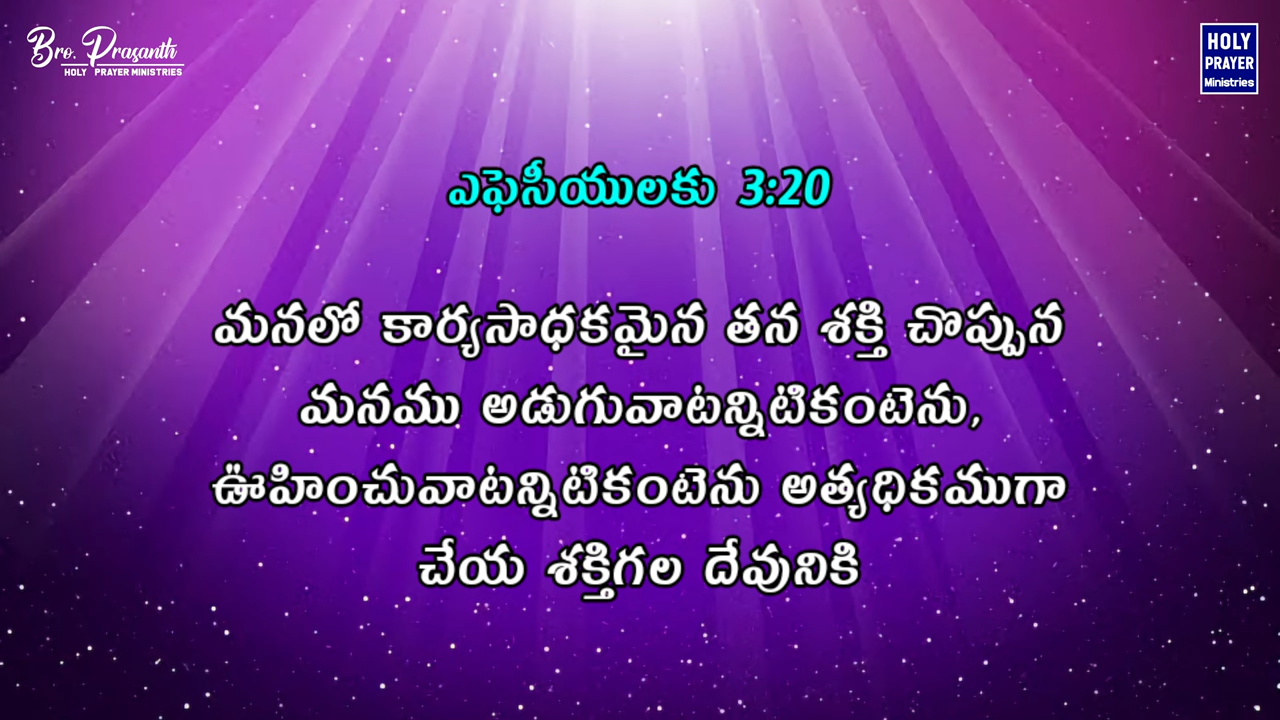 Bro. Prasanth
HOLY PRAYER MINISTRIES
HOLY
PRAYER
Ministries
ఎఫెసీయులకు 3:20
మనలో కార్యసాధకమైన తన శక్తి చొప్పున
మనము అడుగువాటన్నిటికంటెను,
ఊహించువాటన్నిటికంటెను అత్యధికముగా
చేయ శక్తిగల దేవునికి